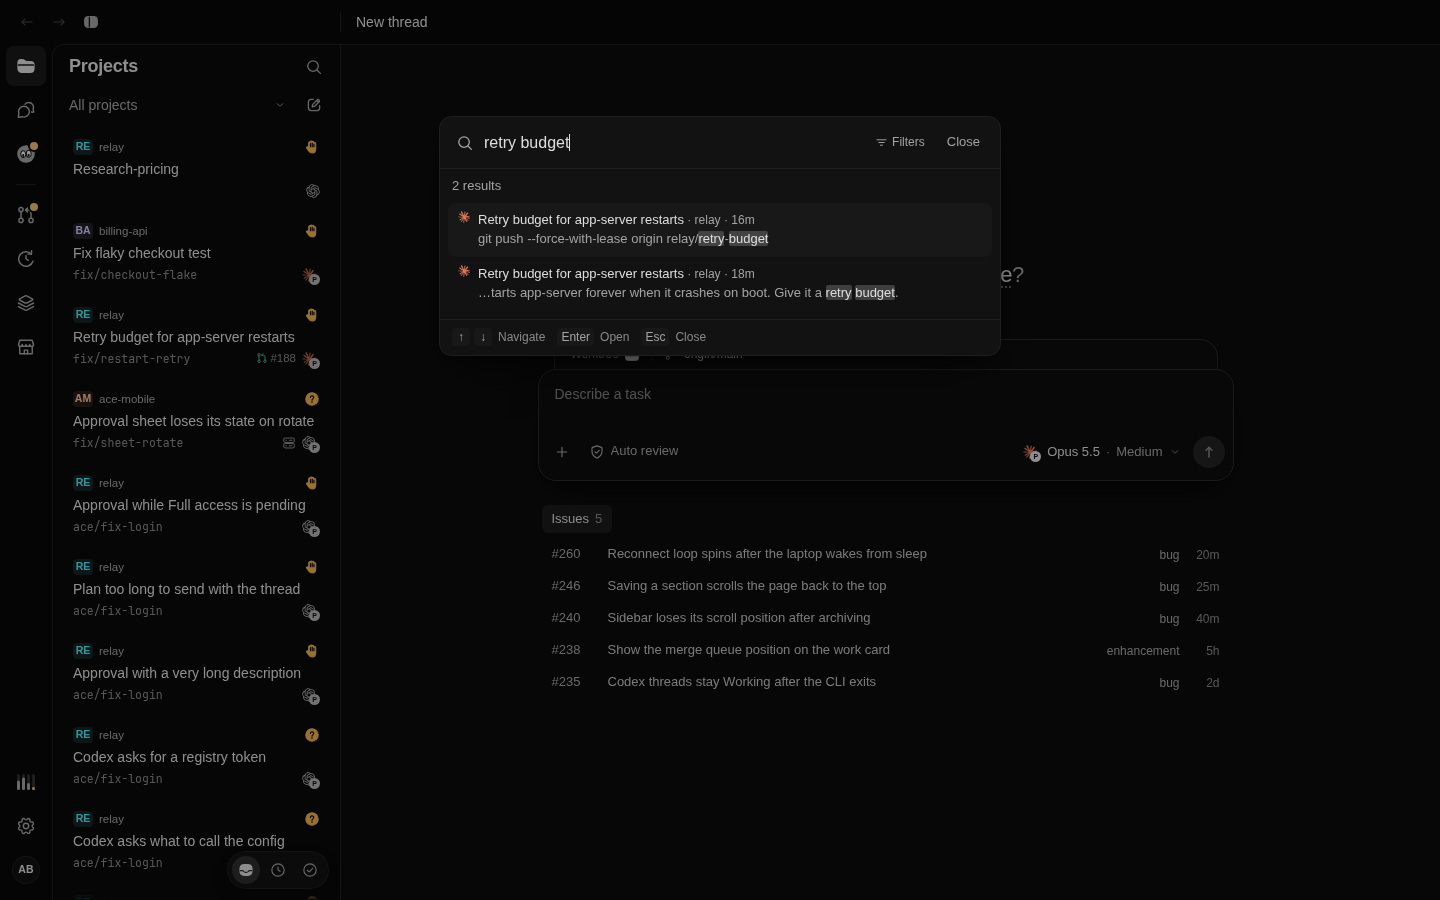 New thread
Projects
All projects
RE relay
Research-pricing
BA billing-api
Fix flaky checkout test
fix/checkout-flake
P
RE relay
Retry budget for app-server restarts
fix/restart-retry #188
P
AM ace-mobile
?
Approval sheet loses its state on rotate
fix/sheet-rotate
P
RE relay
Approval while Full access is pending
ace/fix-login
P
RE relay
Plan too long to send with the thread
ace/fix-login
P
RE relay
Approval with a very long description
ace/fix-login
P
RE relay
?
Codex asks for a registry token
ace/fix-login
P
RE relay
?
Codex asks what to call the config
ace/fix-login
AB
retry budget
Filters Close
2 results
Retry budget for app-server restarts · relay · 16m
git push --force-with-lease origin relay/retry-budget
Retry budget for app-server restarts · relay · 18m
…tarts app-server forever when it crashes on boot. Give it a retry budget.
↑ ↓ Navigate Enter Open Esc Close
e?
Worktree origin/main
Describe a task
Auto review
P
Opus 5.5 · Medium
Issues 5
#260 Reconnect loop spins after the laptop wakes from sleep bug 20m
#246 Saving a section scrolls the page back to the top bug 25m
#240 Sidebar loses its scroll position after archiving bug 40m
#238 Show the merge queue position on the work card enhancement 5h
#235 Codex threads stay Working after the CLI exits bug 2d